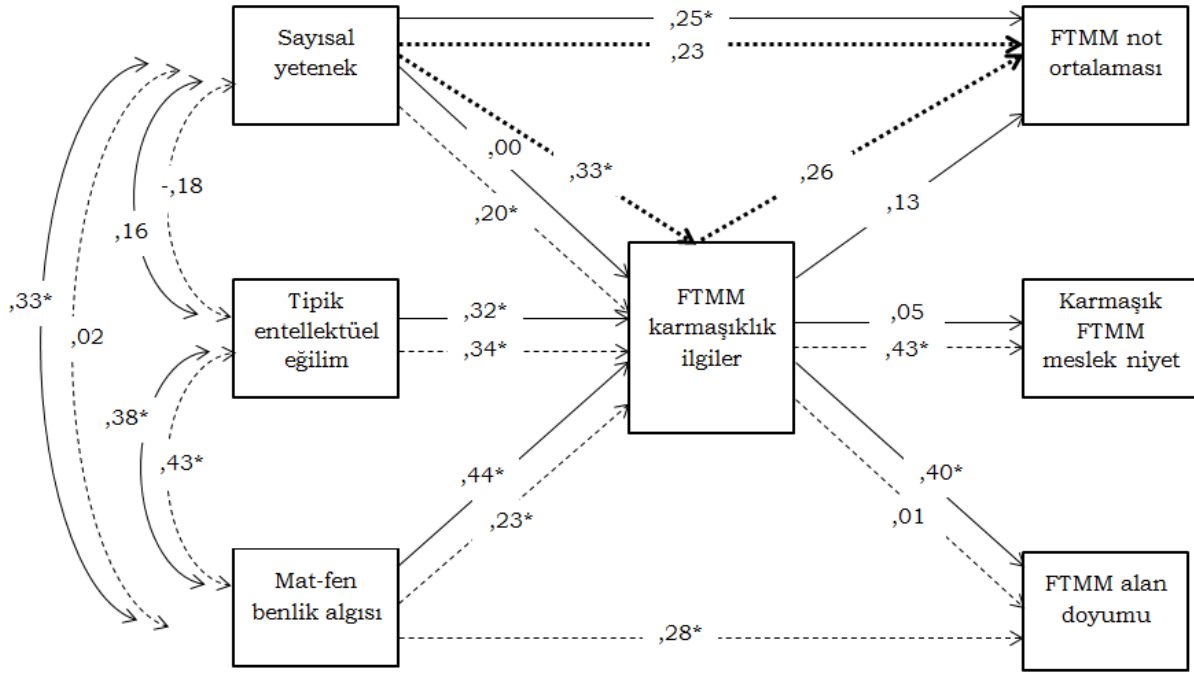 Sayısal
yetenek
,25*
,23
FTMM not
ortalaması
,00
,33*
,20*
,26
,13
-,18
,16
,33*
,02
Tipik
entellektüel
eğilim
,32*
,34*
FTMM
karmaşıklık
ilgiler
,05
,43*
Karmaşık
FTMM
meslek niyet
,38*
,43*
,44*
,23*
,40*
,01
Mat-fen
benlik algısı
,28*
FTMM alan
doyumu